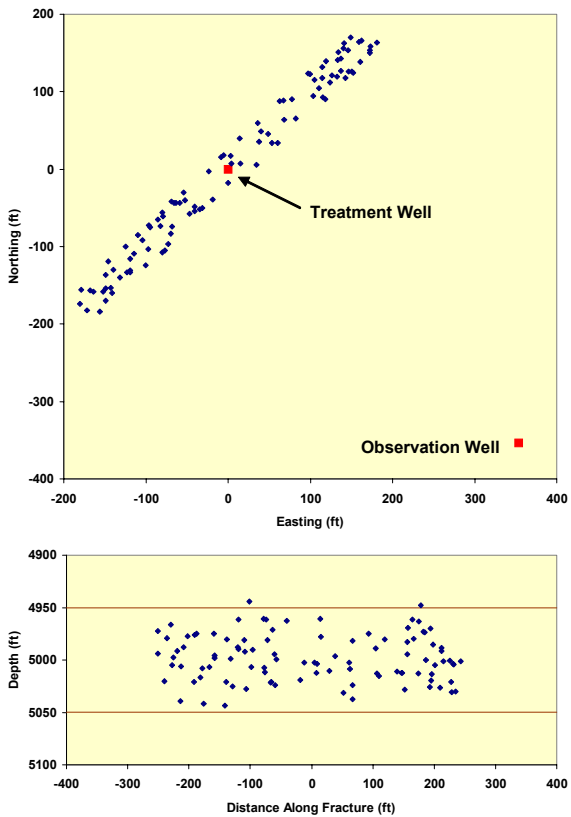 200
100
0
-100
-200
-300
-400
Northing (ft)
Treatment Well
Observation Well
-200 -100 0 100 200 300 400
Easting (ft)
4900
4950
5000
5050
5100
Depth (ft)
-400 -300 -200 -100 0 100 200 300 400
Distance Along Fracture (ft)